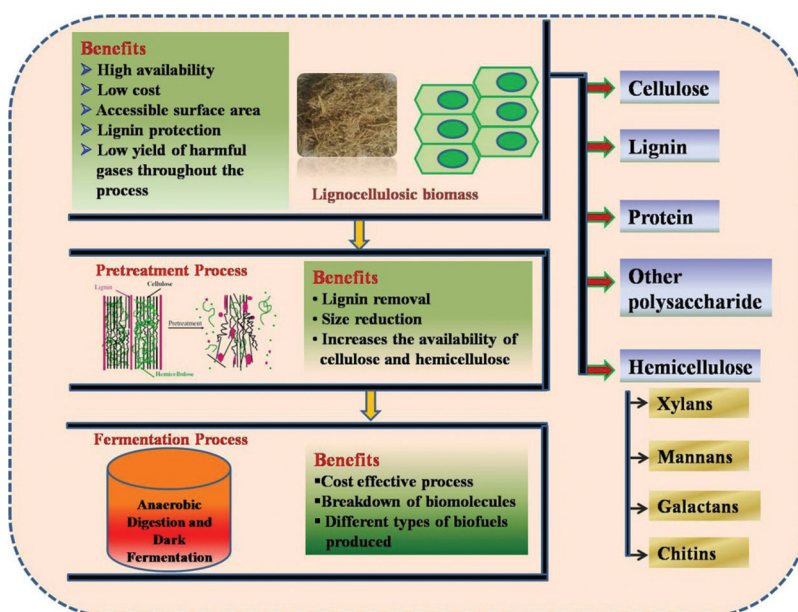 Benefits
➢ High availability
➢ Low cost
➢ Accessible surface area
➢ Lignin protection
➢ Low yield of harmful
gases throughout the
process
Lignocellulosic biomass
Cellulose
Lignin
Protein
Other
polysaccharide
Hemicellulose
Xylans
Mannans
Galactans
Chitins
Pretreatment Process
Lignin
Cellulose
Pretreatment
Hemicellulose
Benefits
• Lignin removal
• Size reduction
• Increases the availability of
cellulose and hemicellulose
Fermentation Process
Anaerobic
Digestion and
Dark
Fermentation
Benefits
▪Cost effective process
▪Breakdown of biomolecules
▪ Different types of biofuels
produced